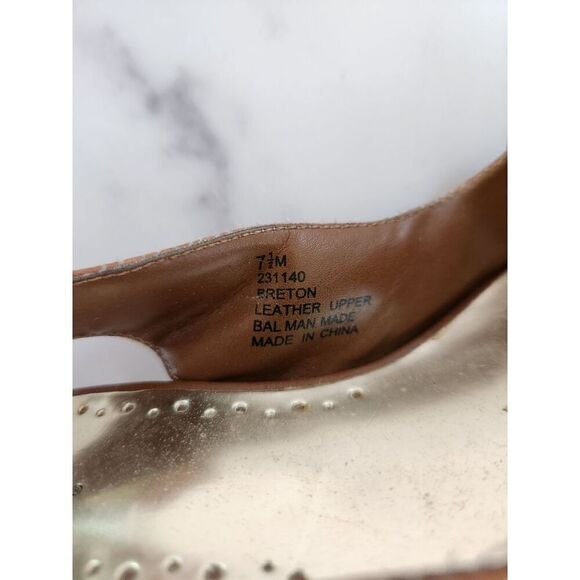 7½M
231140
BRETON
LEATHER UPPER
BAL MAN. MADE
MADE IN CHINA